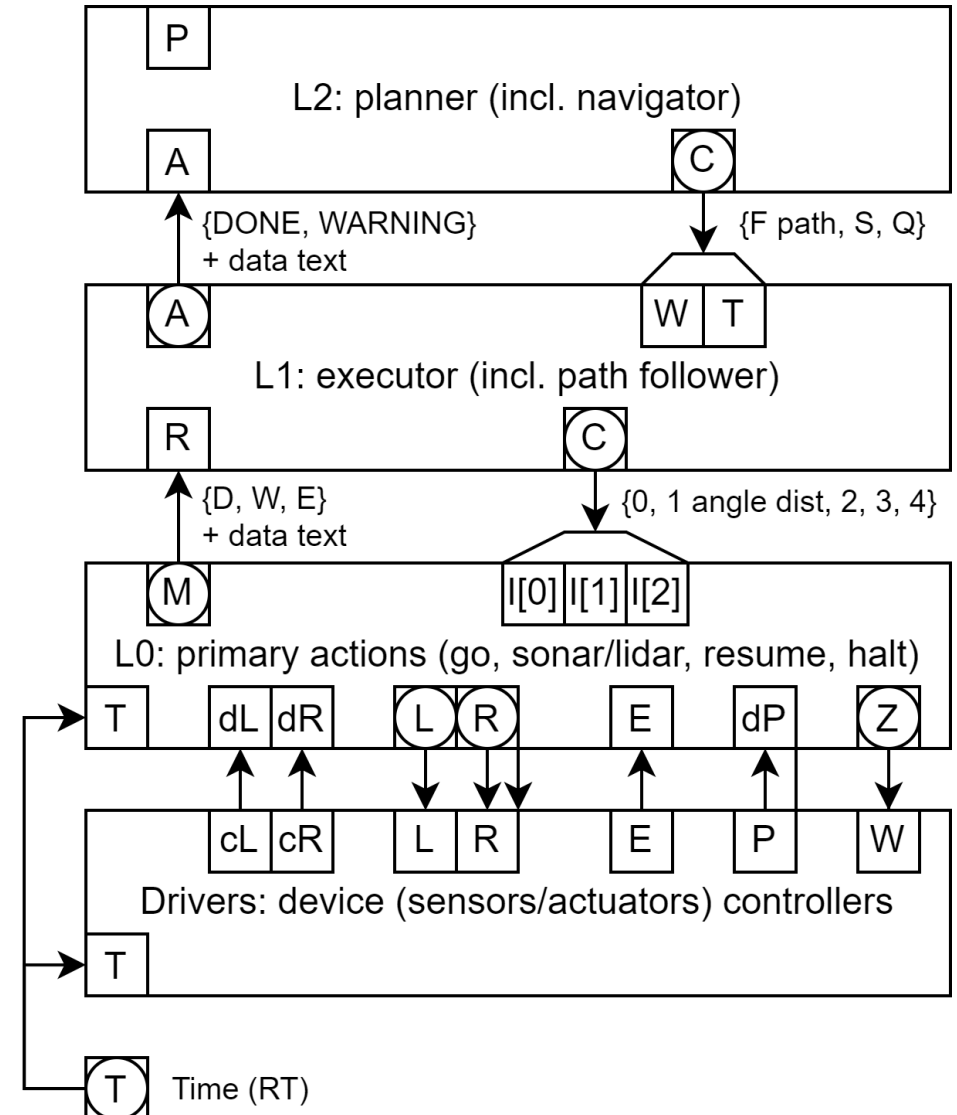 P
L2: planner (incl. navigator)
A
C
{DONE, WARNING}
+ data text
{F path, S, Q}
A
W T
L1: executor (incl. path follower)
R
C
{D, W, E}
+ data text
{0, 1 angle dist, 2, 3, 4}
M
I[0] I[1] I[2]
L0: primary actions (go, sonar/lidar, resume, halt)
T dL dR L R E dP Z
cL cR L R E P W
Drivers: device (sensors/actuators) controllers
T
T Time (RT)